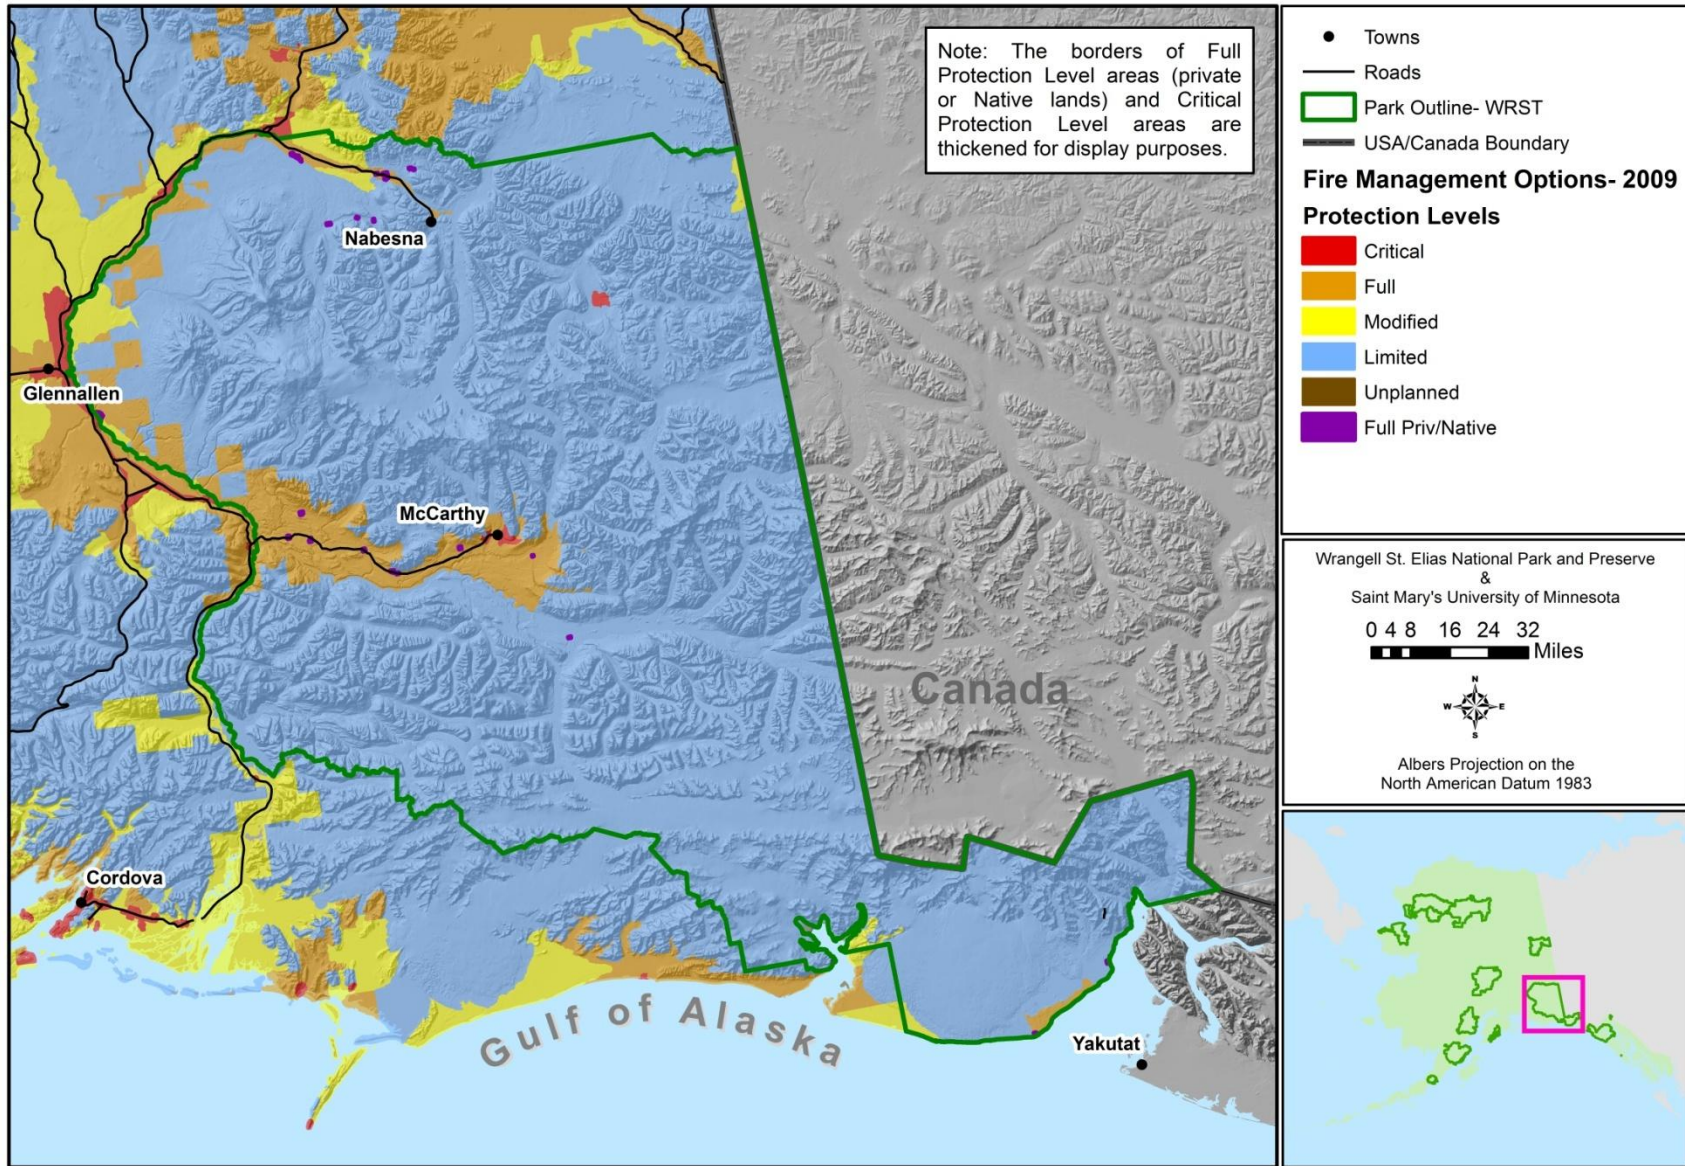 Note: The borders of Full
Protection Level areas (private
or Native lands) and Critical
Protection Level areas are
thickened for display purposes.
Nabesna
Glennallen
McCarthy
Canada
Cordova
Gulf of Alaska
Yakutat
Towns
Roads
Park Outline- WRST
USA/Canada Boundary
Fire Management Options- 2009
Protection Levels
Critical
Full
Modified
Limited
Unplanned
Full Priv/Native
Wrangell St. Elias National Park and Preserve
&
Saint Mary's University of Minnesota
0 4 8 16 24 32
Miles
N
W E
S
Albers Projection on the
North American Datum 1983